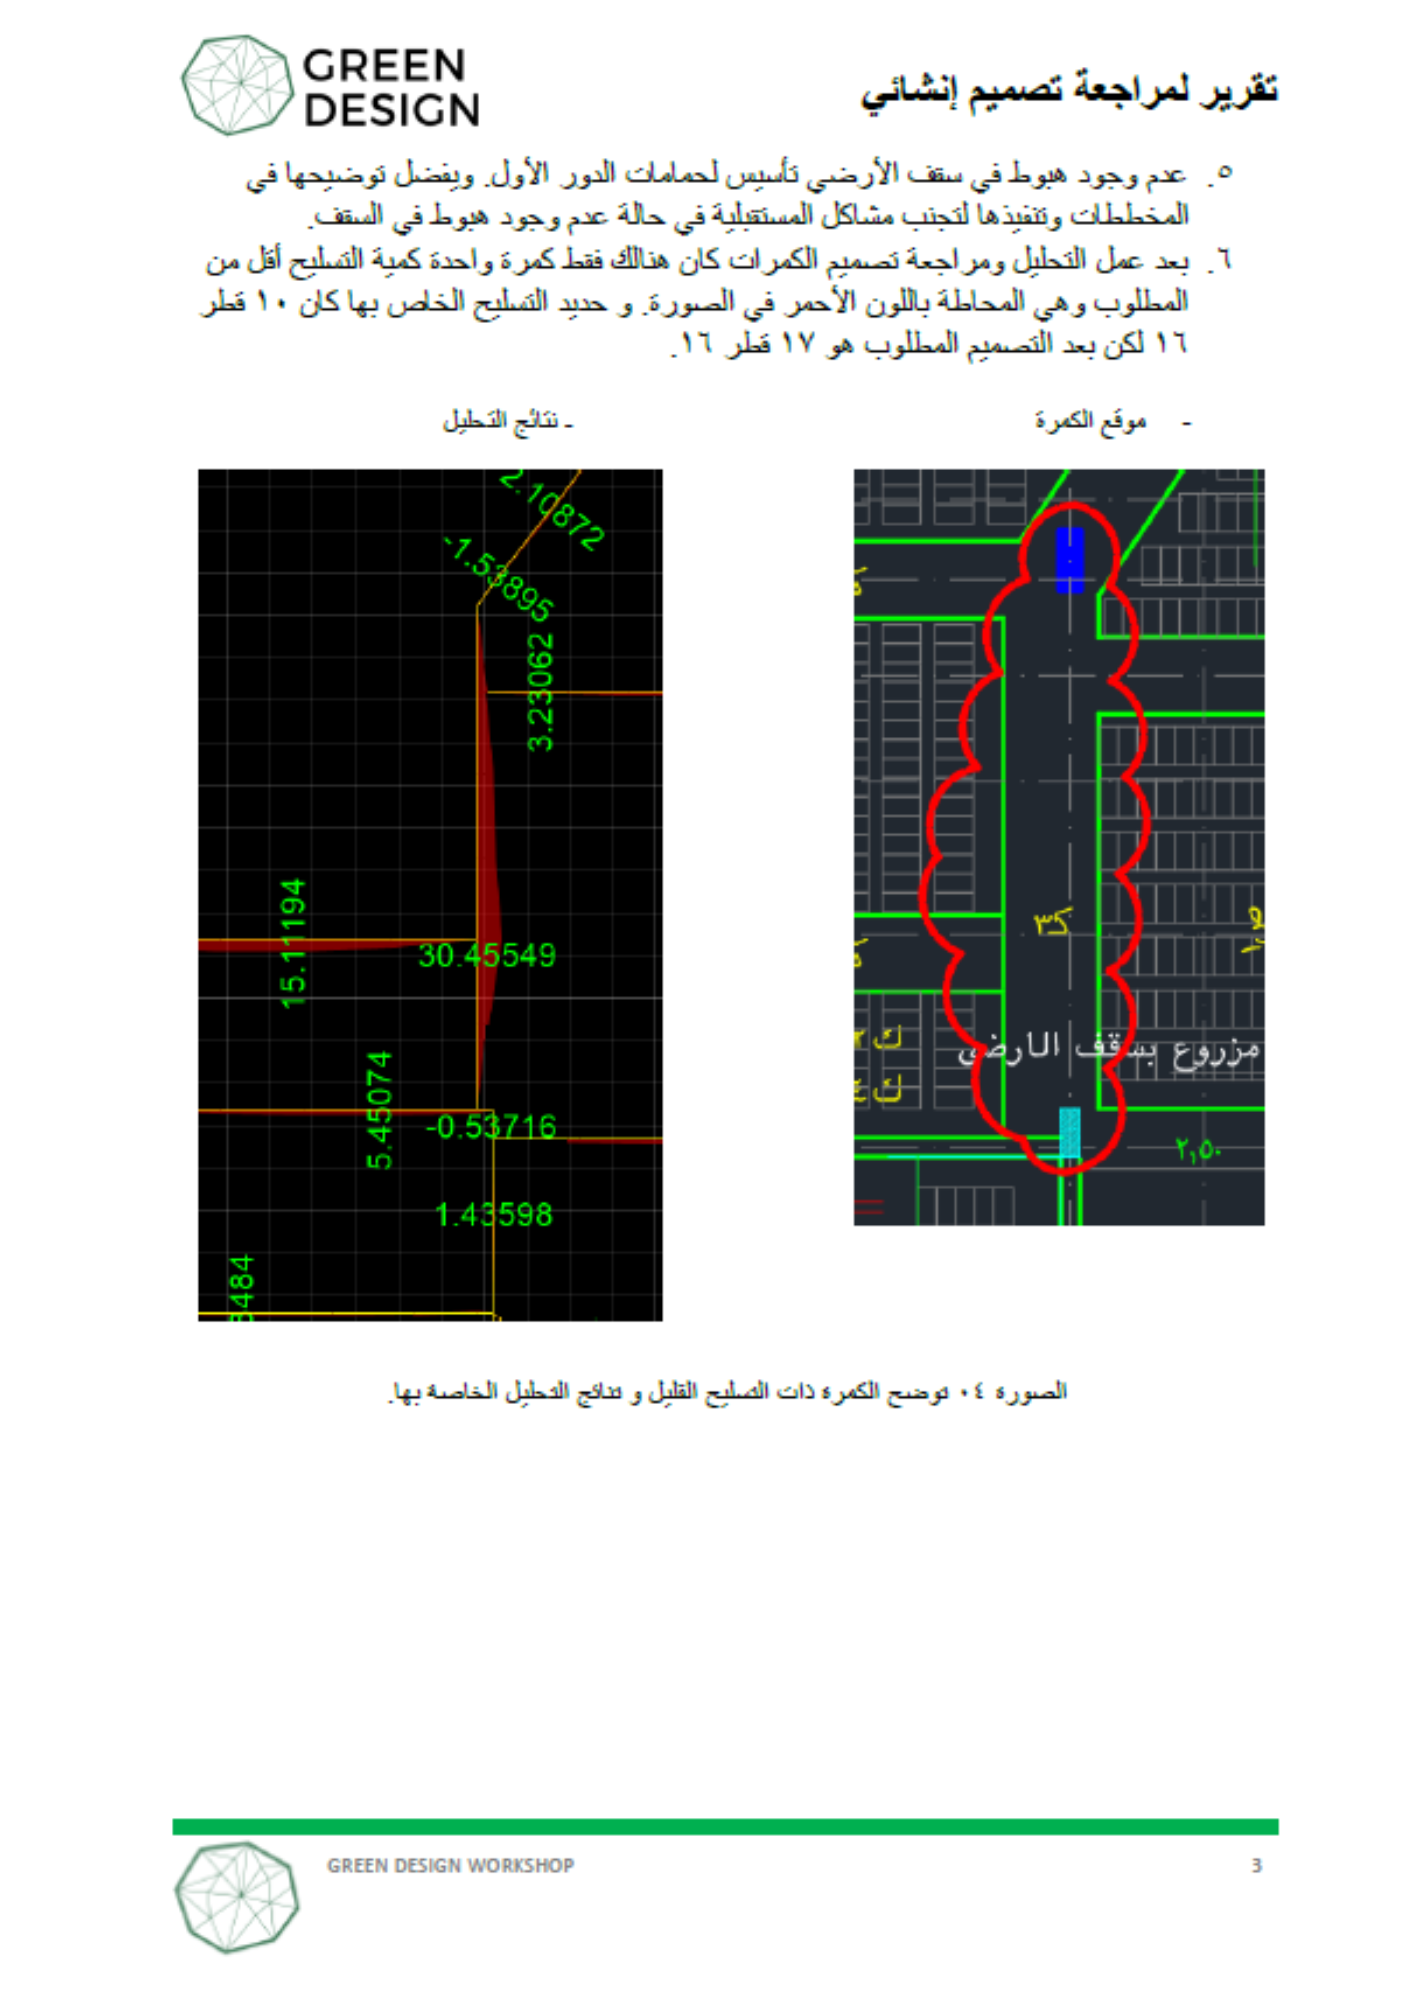 GREEN
DESIGN
تقرير لمراجعة تصميم إنشائي
٥. عدم وجود هبوط في سقف الأرضي تأسيس لحمامات الدور الأول. ويفضل توضيحها في
المخططات وتنفيذها لتجنب مشاكل المستقبلية في حالة عدم وجود هبوط في السقف.
٦. بعد عمل التحليل ومراجعة تصميم الكمرات كان هنالك فقط كمرة واحدة كمية التسليح أقل من
المطلوب وهي المحاطة باللون الأحمر في الصورة. و حديد التسليح الخاص بها كان ١٠ قطر
١٦ لكن بعد التصميم المطلوب هو ١٧ قطر ١٦.
- موقع الكمرة
- نتائج التحليل
2.10872
-1.53895
3.23062
15.11194
30.45549
5.45074
-0.53716
1.43598
484
ك٣
ك٢
ك٤
مزروع بسقف الارضى
٢,٥٠
الصورة ٠٤ توضح الكمرة ذات التسليح القليل و نتائج التحليل الخاصة بها.
GREEN DESIGN WORKSHOP
3